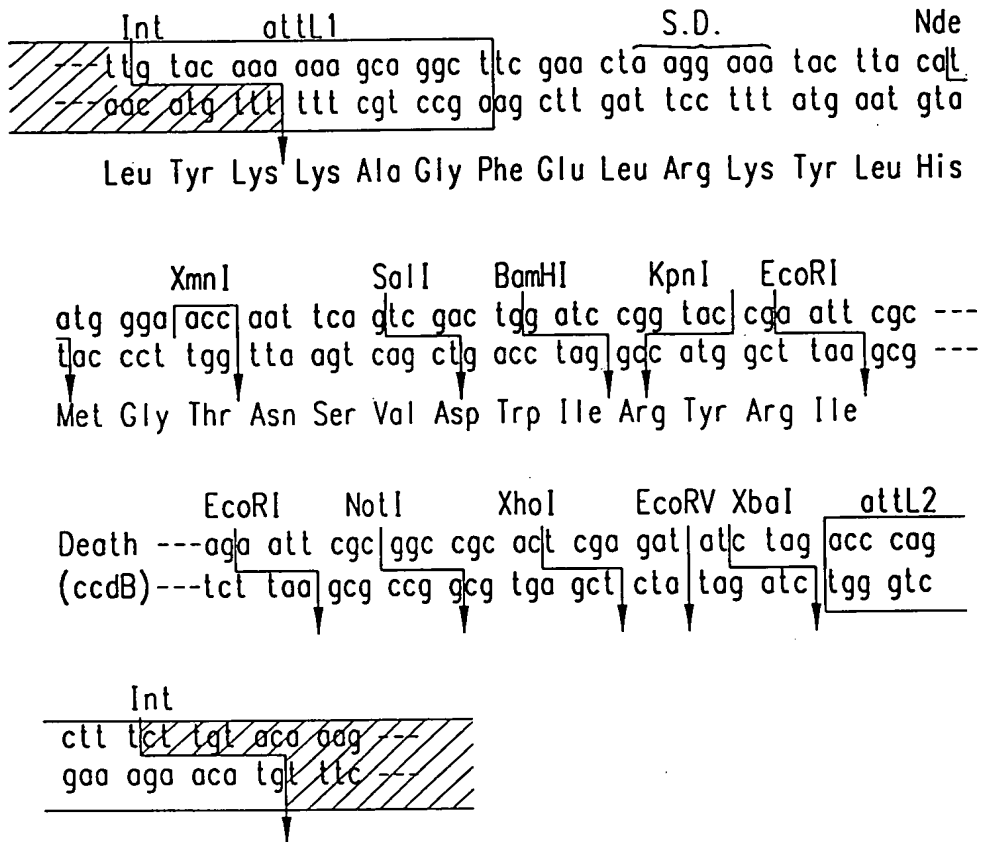 Int attL1 S.D. Nde
---ttg tac aaa aaa gca ggc ttc gaa cta agg aaa tac tta cat
---aac atg ttt ttt cgt ccg aag ctt gat tcc ttt atg aat gta
Leu Tyr Lys Lys Ala Gly Phe Glu Leu Arg Lys Tyr Leu His
XmnI SalI BamHI KpnI EcoRI
atg gga acc aat tca gtc gac tgg atc cgg tac cga att cgc ---
tac cct tgg tta agt cag ctg acc tag gcc atg gct taa gcg ---
Met Gly Thr Asn Ser Val Asp Trp Ile Arg Tyr Arg Ile
EcoRI NotI XhoI EcoRV XbaI attL2
Death ---aga att cgc ggc cgc act cga gat atc tag acc cag
(ccdB)---tct taa gcg ccg gcg tga gct cta tag atc tgg gtc
Int
ctt tct tgt aca aag ---
gaa aga aca tgt ttc ---